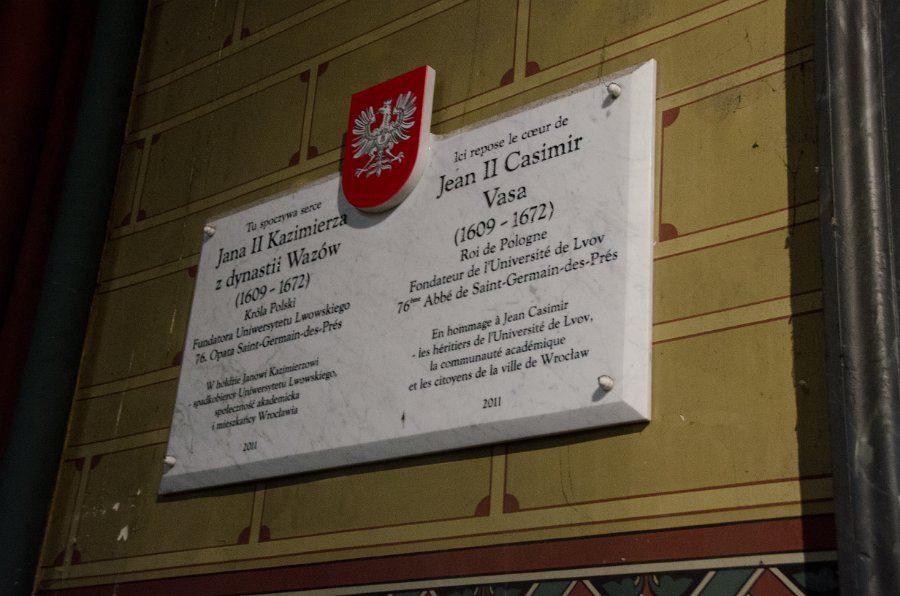 Tu spoczywa serce
Jana II Kazimierza
z dynastii Wazów
(1609 - 1672)
Króla Polski
Fundatora Uniwersytetu Lwowskiego
76. Opata Saint-Germain-des-Prés
W hołdzie Janowi Kazimierzowi
- spadkobiercy Uniwersytetu Lwowskiego,
społeczność akademicka
i mieszkańcy Wrocławia
2011
Ici repose le cœur de
Jean II Casimir
Vasa
(1609 - 1672)
Roi de Pologne
Fondateur de l'Université de Lvov
76ème Abbé de Saint-Germain-des-Prés
En hommage à Jean Casimir
- les héritiers de l'Université de Lvov,
la communauté académique
et les citoyens de la ville de Wrocław
2011